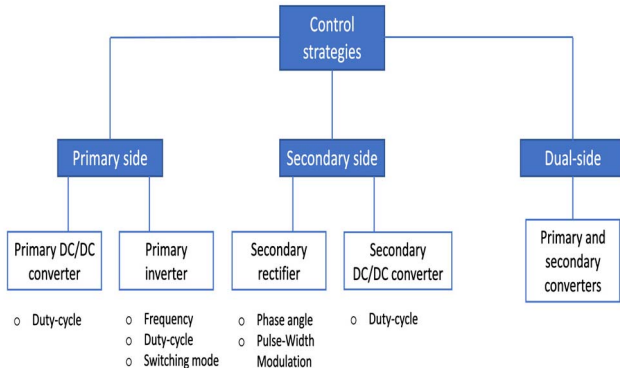 Control
strategies
Primary side
Secondary side
Dual-side
Primary DC/DC
converter
Primary
inverter
Secondary
rectifier
Secondary
DC/DC converter
Primary and
secondary
converters
o Duty-cycle
o Frequency
o Duty-cycle
o Switching mode
o Phase angle
o Pulse-Width
Modulation
o Duty-cycle